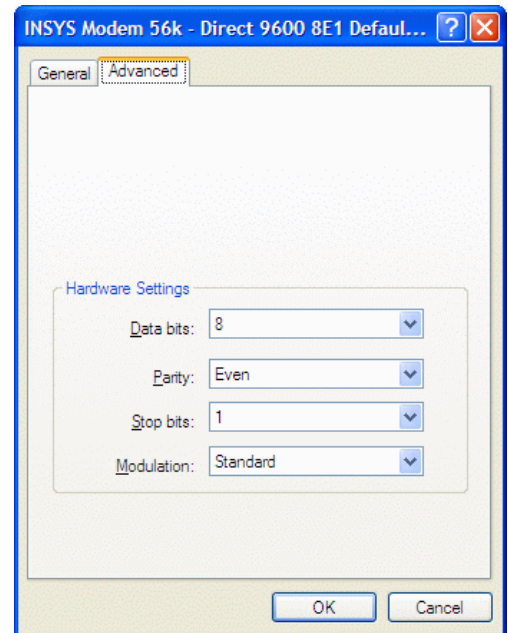 INSYS Modem 56k - Direct 9600 8E1 Defaul... ?
General Advanced
Hardware Settings
Data bits: 8
Parity: Even
Stop bits: 1
Modulation: Standard
OK Cancel